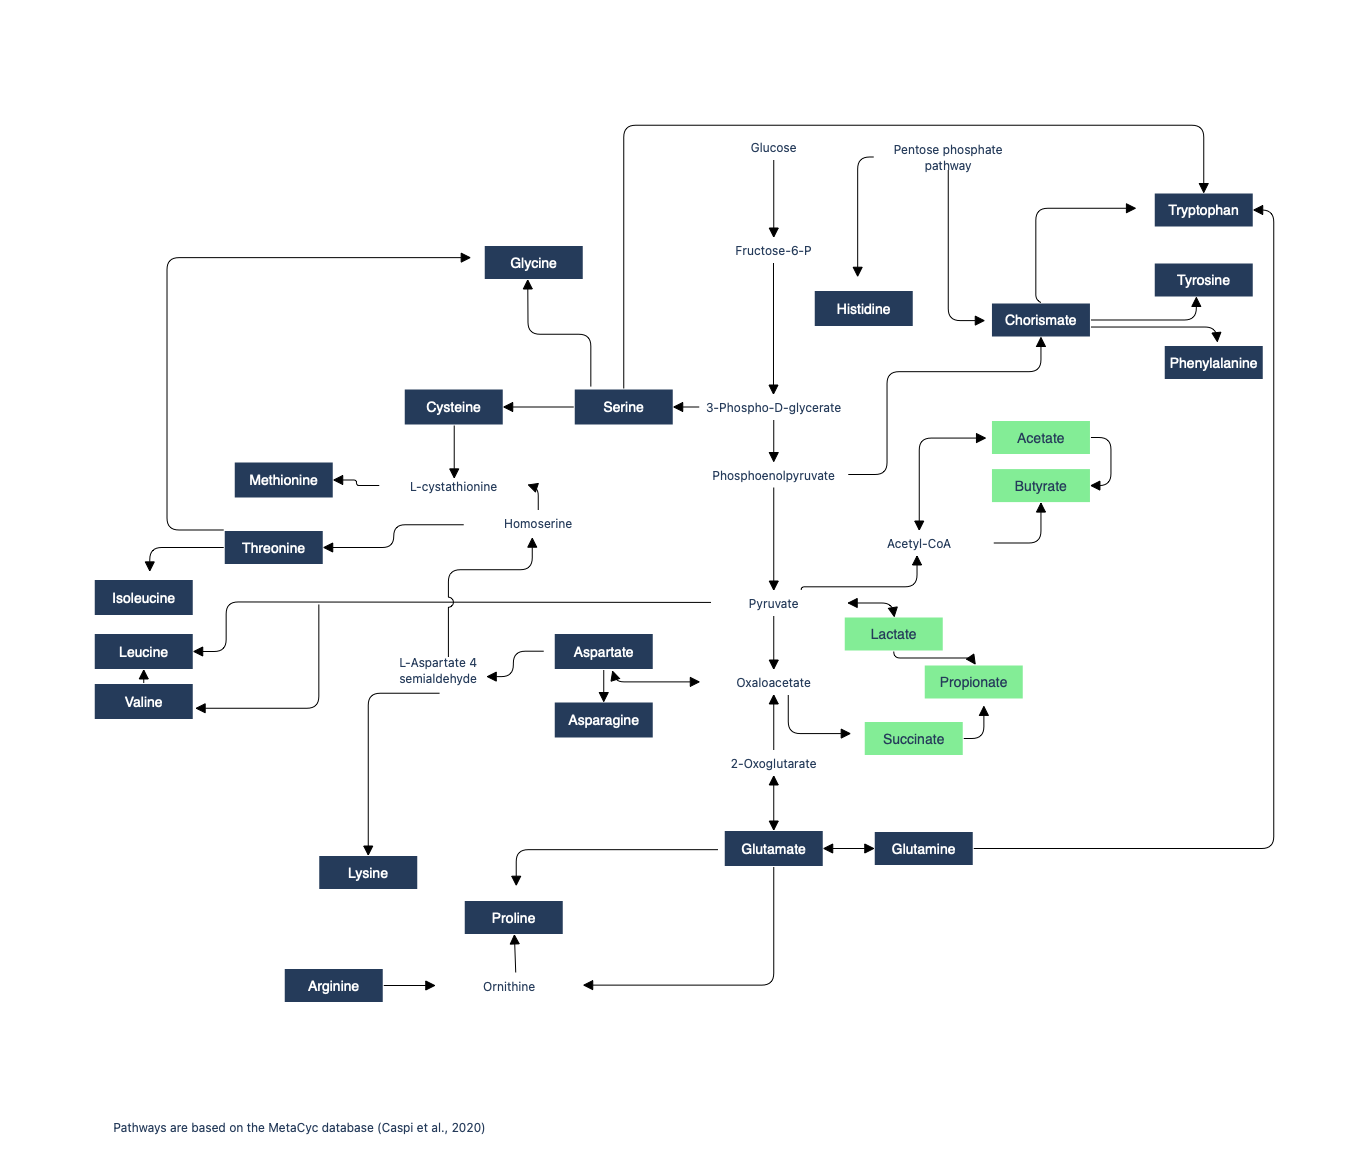 Glucose
Pentose phosphate
pathway
Tryptophan
Fructose-6-P
Glycine
Tyrosine
Histidine
Chorismate
Phenylalanine
Cysteine
Serine
3-Phospho-D-glycerate
Acetate
Methionine
L-cystathionine
Phosphoenolpyruvate
Butyrate
Homoserine
Threonine
Acetyl-CoA
Isoleucine
Pyruvate
Lactate
Leucine
L-Aspartate 4
semialdehyde
Aspartate
Oxaloacetate
Propionate
Valine
Asparagine
Succinate
2-Oxoglutarate
Glutamate
Glutamine
Lysine
Proline
Arginine
Ornithine
Pathways are based on the MetaCyc database (Caspi et al., 2020)